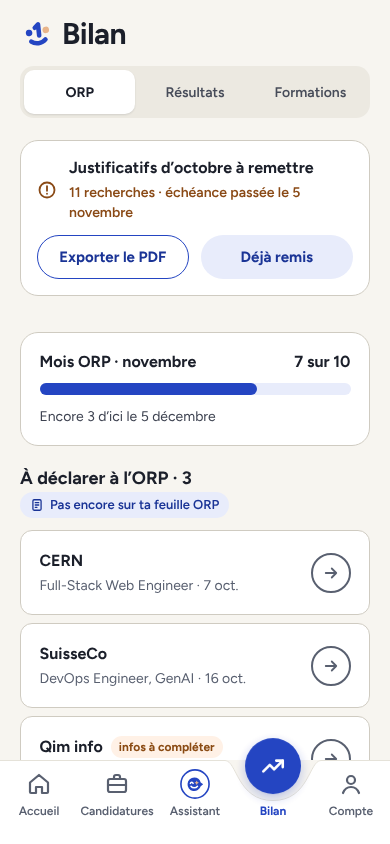 Bilan
ORP
Résultats
Formations
Justificatifs d’octobre à remettre
11 recherches · échéance passée le 5
novembre
Exporter le PDF
Déjà remis
Mois ORP · novembre
7 sur 10
Encore 3 d’ici le 5 décembre
À déclarer à l’ORP · 3
Pas encore sur ta feuille ORP
CERN
Full-Stack Web Engineer · 7 oct.
SuisseCo
DevOps Engineer, GenAI · 16 oct.
Qim info
infos à compléter
Accueil
Candidatures
Assistant
Bilan
Compte